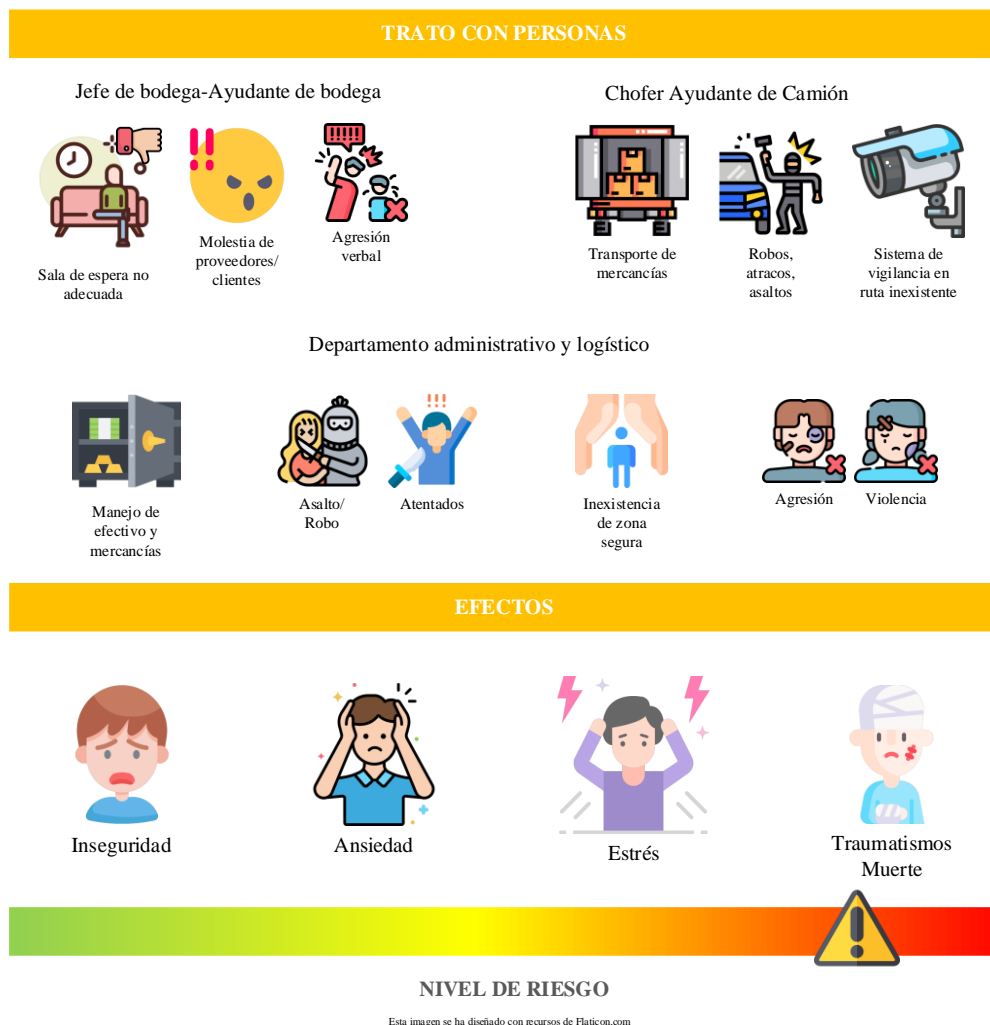 TRATO CON PERSONAS
Jefe de bodega-Ayudante de bodega
Sala de espera no
adecuada
Molestia de
proveedores/
clientes
Agresión
verbal
Chofer Ayudante de Camión
Transporte de
mercancías
Robos,
atracos,
asaltos
Sistema de
vigilancia en
ruta inexistente
Departamento administrativo y logístico
Manejo de
efectivo y
mercancías
Asalto/
Robo
Atentados
Inexistencia
de zona
segura
Agresión
Violencia
EFECTOS
Inseguridad
Ansiedad
Estrés
Traumatismos
Muerte
NIVEL DE RIESGO
Esta imagen se ha diseñado con recursos de Flaticon.com